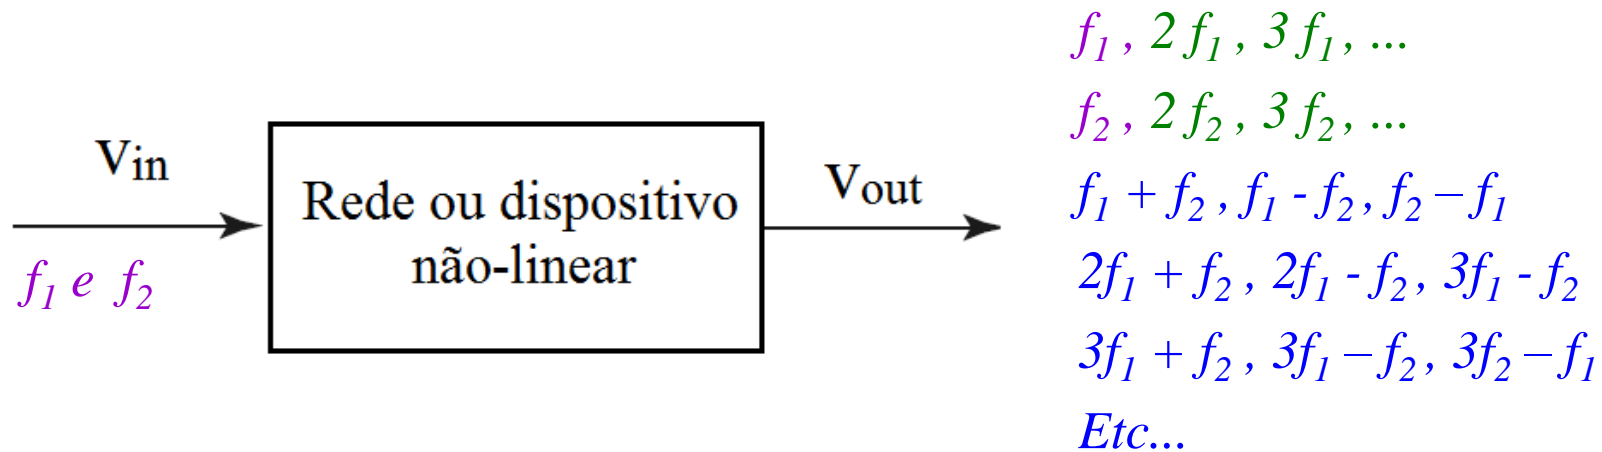 Vin
f1 e f2
Rede ou dispositivo
não-linear
Vout
f1 , 2 f1 , 3 f1 , ...
f2 , 2 f2 , 3 f2 , ...
f1 + f2 , f1 - f2 , f2 – f1
2f1 + f2 , 2f1 - f2 , 3f1 - f2
3f1 + f2 , 3f1 – f2 , 3f2 – f1
Etc...